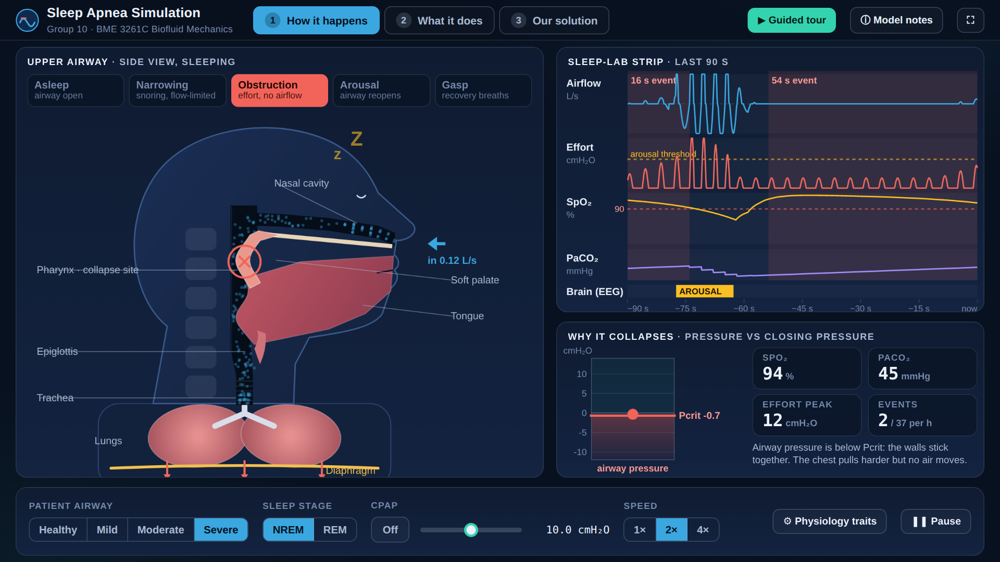 Sleep Apnea Simulation
Group 10 · BME 3261C Biofluid Mechanics
1 How it happens
2 What it does
3 Our solution
▶ Guided tour
ⓘ Model notes
UPPER AIRWAY · SIDE VIEW, SLEEPING
Asleep
airway open
Narrowing
snoring, flow-limited
Obstruction
effort, no airflow
Arousal
airway reopens
Gasp
recovery breaths
Z
z
Nasal cavity
in 0.12 L/s
Pharynx · collapse site
Soft palate
Tongue
Epiglottis
Trachea
Lungs
Diaphragm
SLEEP-LAB STRIP · LAST 90 S
Airflow
L/s
16 s event
54 s event
Effort
cmH₂O
arousal threshold
SpO₂
%
90
PaCO₂
mmHg
Brain (EEG)
AROUSAL
−90 s
−75 s
−60 s
−45 s
−30 s
−15 s
now
WHY IT COLLAPSES · PRESSURE VS CLOSING PRESSURE
cmH₂O
10
5
0
-5
-10
Pcrit -0.7
airway pressure
SPO₂
94 %
PACO₂
45 mmHg
EFFORT PEAK
12 cmH₂O
EVENTS
2 / 37 per h
Airway pressure is below Pcrit: the walls stick
together. The chest pulls harder but no air moves.
PATIENT AIRWAY
Healthy
Mild
Moderate
Severe
SLEEP STAGE
NREM
REM
CPAP
Off
10.0 cmH₂O
SPEED
1×
2×
4×
⚙ Physiology traits
❚❚ Pause